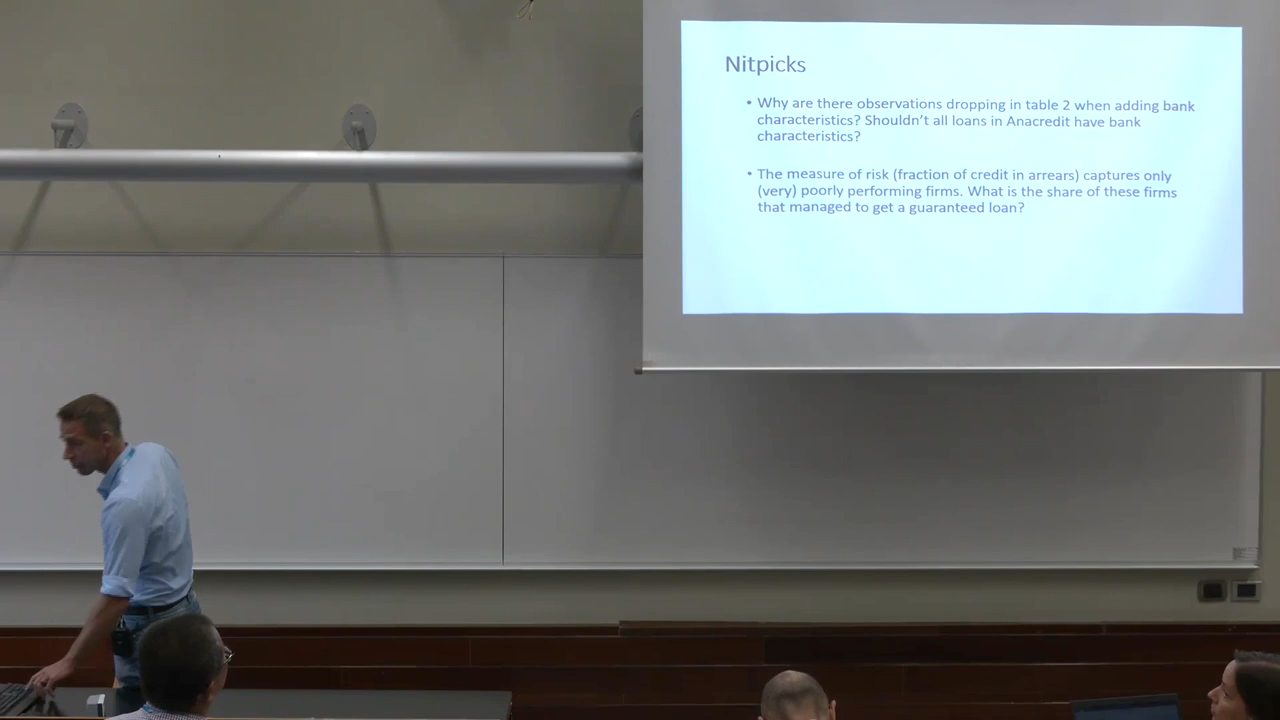 Nitpicks
• Why are there observations dropping in table 2 when adding bank
characteristics? Shouldn't all loans in Anacredit have bank
characteristics?
• The measure of risk (fraction of credit in arrears) captures only
(very) poorly performing firms. What is the share of these firms
that managed to get a guaranteed loan?